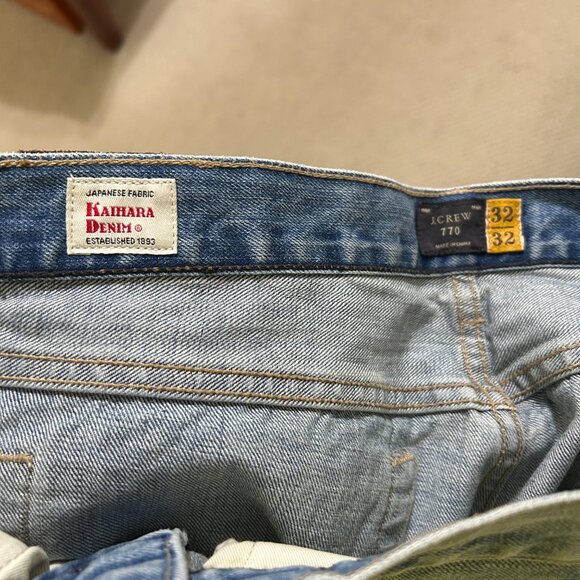 JAPANESE FABRIC
KAIHARA
DENIM ®
ESTABLISHED 1893
J.CREW
770
MADE IN CHINA
32
32